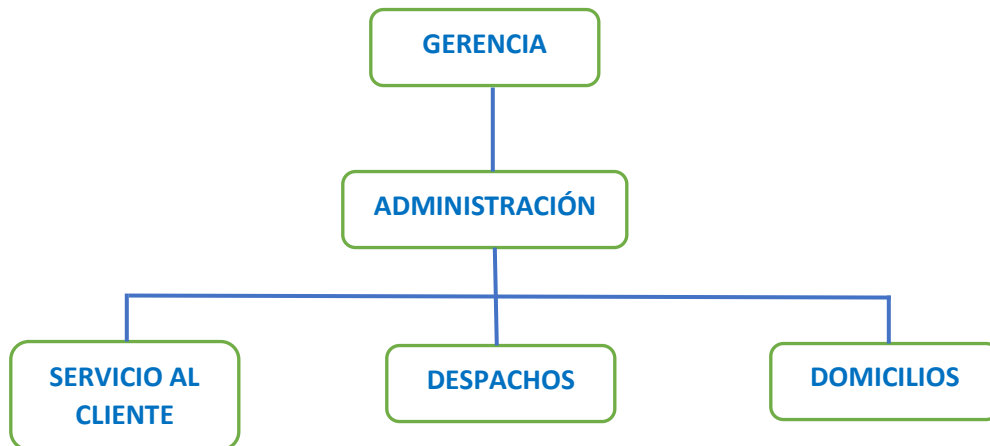 GERENCIA
ADMINISTRACIÓN
SERVICIO AL
CLIENTE
DESPACHOS
DOMICILIOS